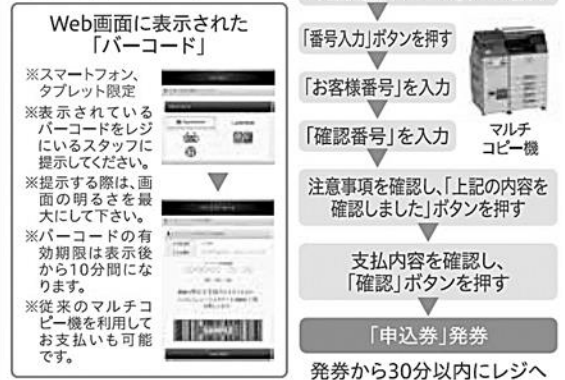 Web画面に表示された
「バーコード」
※スマートフォン、
タブレット限定
※表示されている
バーコードをレジ
にいるスタッフに
提示してください。
※提示する際は、画
面の明るさを最
大にして下さい。
※バーコードの有
効期限は表示後
から10分間にな
ります。
※従来のマルチコ
ピー機を利用して
お支払いも可能
です。
「番号入力」ボタンを押す
「お客様番号」を入力
「確認番号」を入力
マルチ
コピー機
注意事項を確認し、「上記の内容を
確認しました」ボタンを押す
支払内容を確認し、
「確認」ボタンを押す
「申込券」発券
発券から30分以内にレジへ